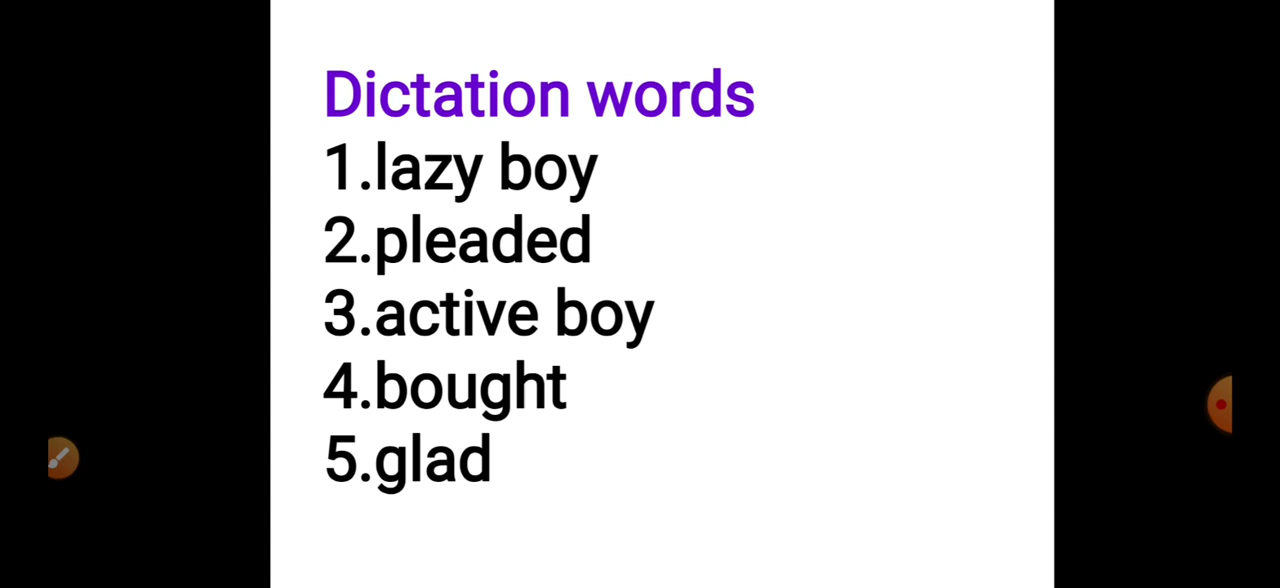 Dictation words
1.lazy boy
2.pleaded
3.active boy
4.bought
5.glad